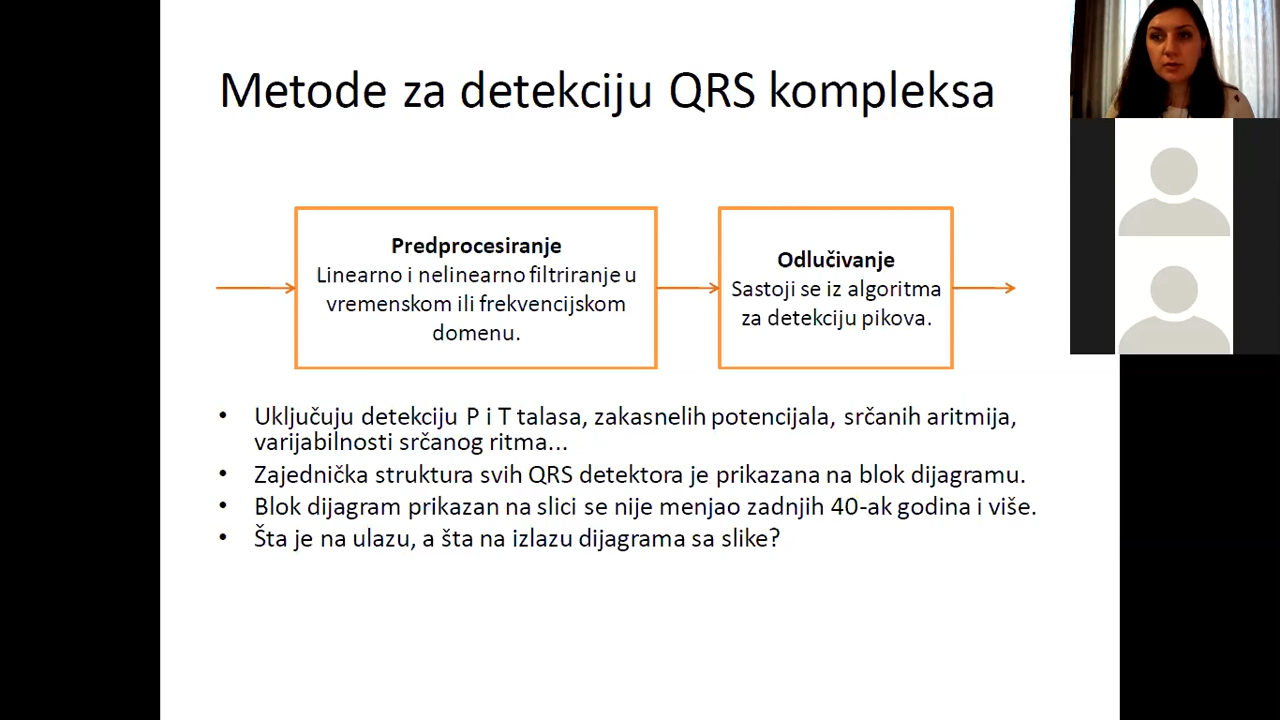 Metode za detekciju QRS kompleksa
Predprocesiranje
Linearno i nelinearno filtriranje u
vremenskom ili frekvencijskom
domenu.
Odlučivanje
Sastoji se iz algoritma
za detekciju pikova.
• Uključuju detekciju P i T talasa, zakasnelih potencijala, srčanih aritmija,
varijabilnosti srčanog ritma...
• Zajednička struktura svih QRS detektora je prikazana na blok dijagramu.
• Blok dijagram prikazan na slici se nije menjao zadnjih 40-ak godina i više.
• Šta je na ulazu, a šta na izlazu dijagrama sa slike?